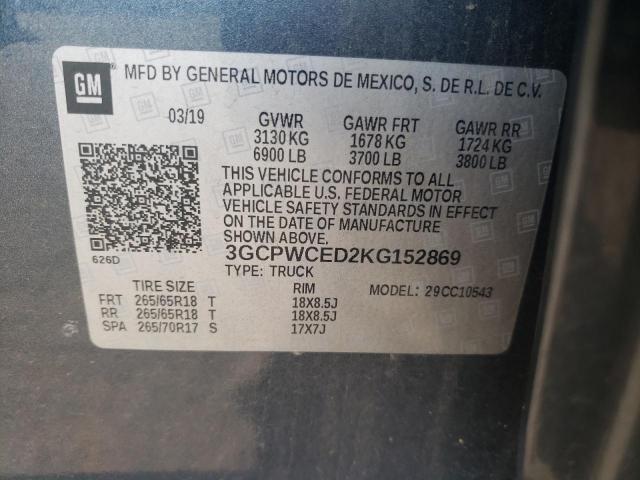 GM
MFD BY GENERAL MOTORS DE MEXICO, S. DE R.L. DE C.V.
03/19 GVWR GAWR FRT GAWR RR
3130 KG 1678 KG 1724 KG
6900 LB 3700 LB 3800 LB
THIS VEHICLE CONFORMS TO ALL
APPLICABLE U.S. FEDERAL MOTOR
VEHICLE SAFETY STANDARDS IN EFFECT
ON THE DATE OF MANUFACTURE
SHOWN ABOVE.
626D 3GCPWCED2KG152869
TYPE: TRUCK
TIRE SIZE RIM MODEL: 29CC10543
FRT 265/65R18 T 18X8.5J
RR 265/65R18 T 18X8.5J
SPA 265/70R17 S 17X7J